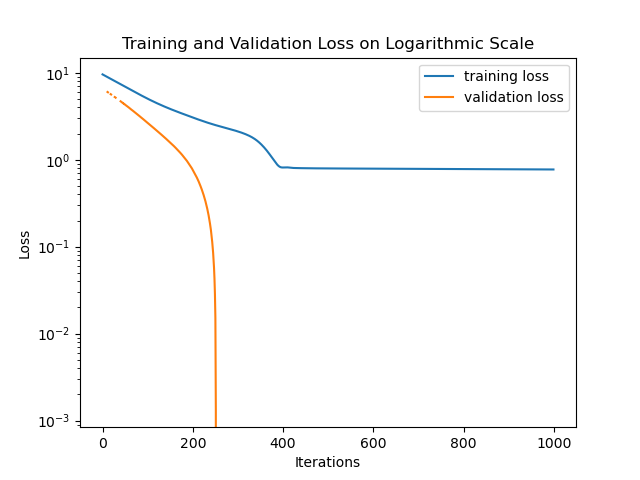 Training and Validation Loss on Logarithmic Scale
training loss
validation loss
10¹
10⁰
10⁻¹
10⁻²
10⁻³
Loss
0 200 400 600 800 1000
Iterations